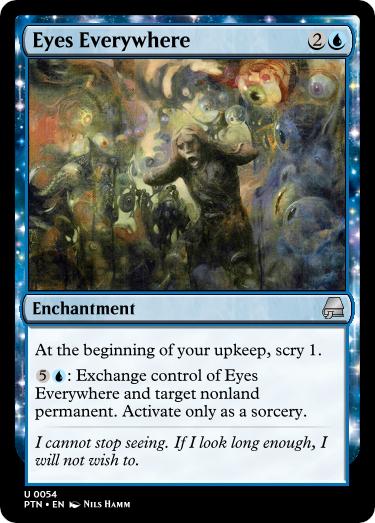 Eyes Everywhere 2
Enchantment
At the beginning of your upkeep, scry 1.
5 : Exchange control of Eyes
Everywhere and target nonland
permanent. Activate only as a sorcery.
I cannot stop seeing. If I look long enough, I
will not wish to.
U 0054
PTN • EN Nils Hamm